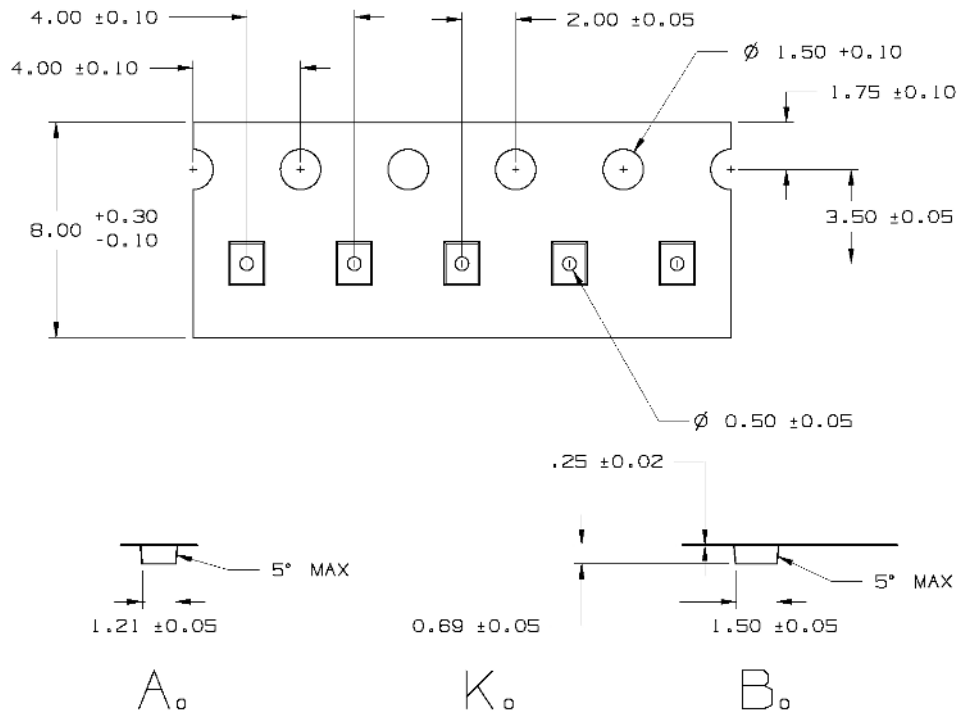 4.00 ±0.10
2.00 ±0.05
4.00 ±0.10
Ø 1.50 +0.10
1.75 ±0.10
8.00 +0.30 -0.10
3.50 ±0.05
Ø 0.50 ±0.05
.25 ±0.02
5° MAX
5° MAX
1.21 ±0.05
0.69 ±0.05
1.50 ±0.05
Ao
Ko
Bo